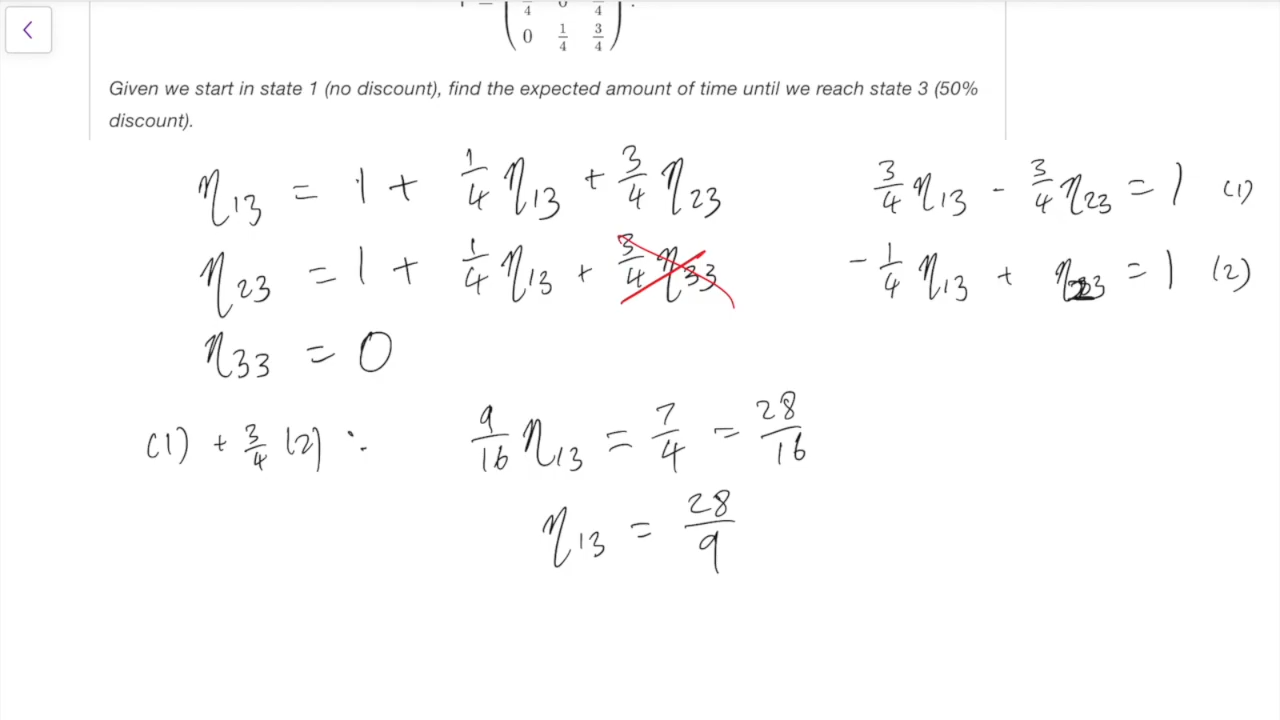 0 1/4 3/4
Given we start in state 1 (no discount), find the expected amount of time until we reach state 3 (50%
discount).
η₁₃ = 1 + 1/4 η₁₃ + 3/4 η₂₃
3/4 η₁₃ - 3/4 η₂₃ = 1 (1)
η₂₃ = 1 + 1/4 η₁₃ + 3/4 η₃₃
- 1/4 η₁₃ + η₂₃ = 1 (2)
η₃₃ = 0
(1) + 3/4 (2) : 9/16 η₁₃ = 7/4 = 28/16
η₁₃ = 28/9